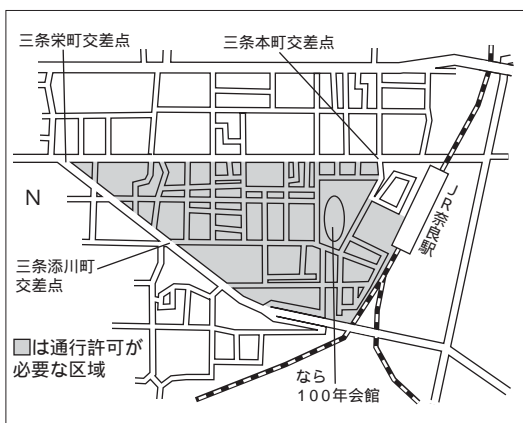 三条栄町交差点
三条本町交差点
N
JR奈良駅
三条添川町
交差点
■は通行許可が
必要な区域
なら
100年会館